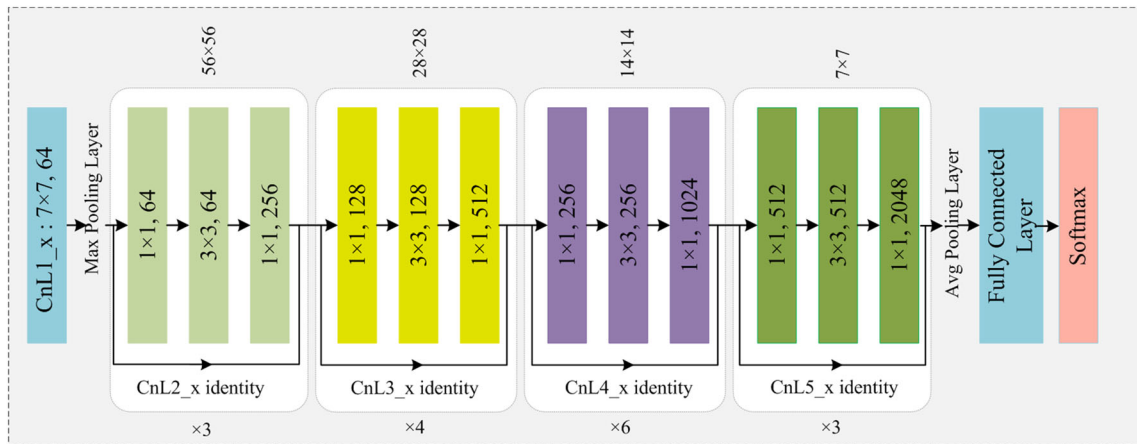 56×56
28×28
14×14
7×7
CnL1_x : 7×7, 64
Max Pooling Layer
1×1, 64
3×3, 64
1×1, 256
CnL2_x identity
×3
1×1, 128
3×3, 128
1×1, 512
CnL3_x identity
×4
1×1, 256
3×3, 256
1×1, 1024
CnL4_x identity
×6
1×1, 512
3×3, 512
1×1, 2048
CnL5_x identity
×3
Avg Pooling Layer
Fully Connected
Layer
Softmax